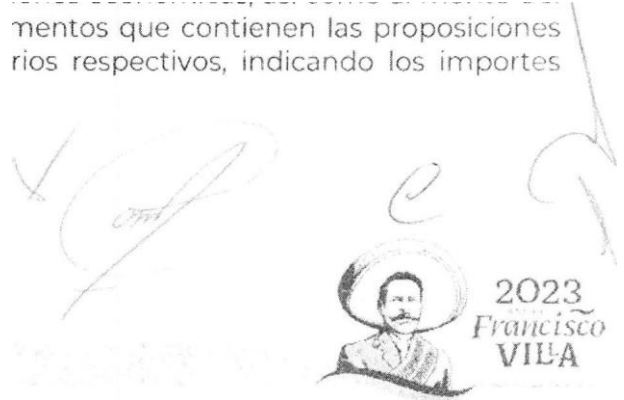 mentos que contienen las proposiciones
rios respectivos, indicando los importes
2023
Francisco
VILLA